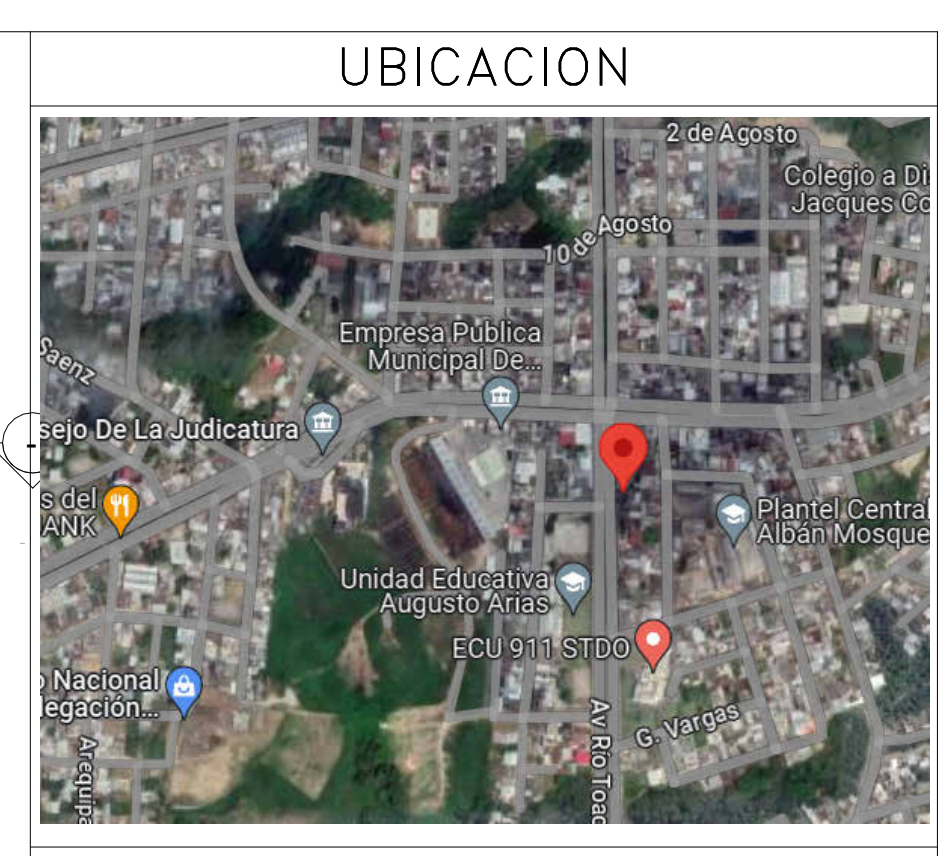 UBICACION
2 de Agosto
Colegio a Di
Jacques Co
10 de Agosto
Empresa Publica
Municipal De...
Saenz
sejo De La Judicatura
s del
ANK
Plantel Central
Albán Mosque
Unidad Educativa
Augusto Arias
ECU 911 STDO
o Nacional
legación...
Av Río Toac
G. Vargas
Arequipa